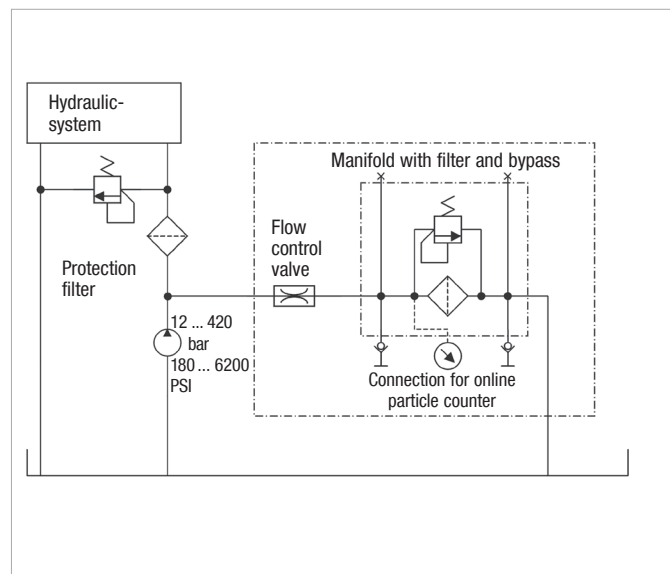 Hydraulic-
system
Manifold with filter and bypass
Flow
control
valve
Protection
filter
12 ... 420
bar
180 ... 6200
PSI
Connection for online
particle counter